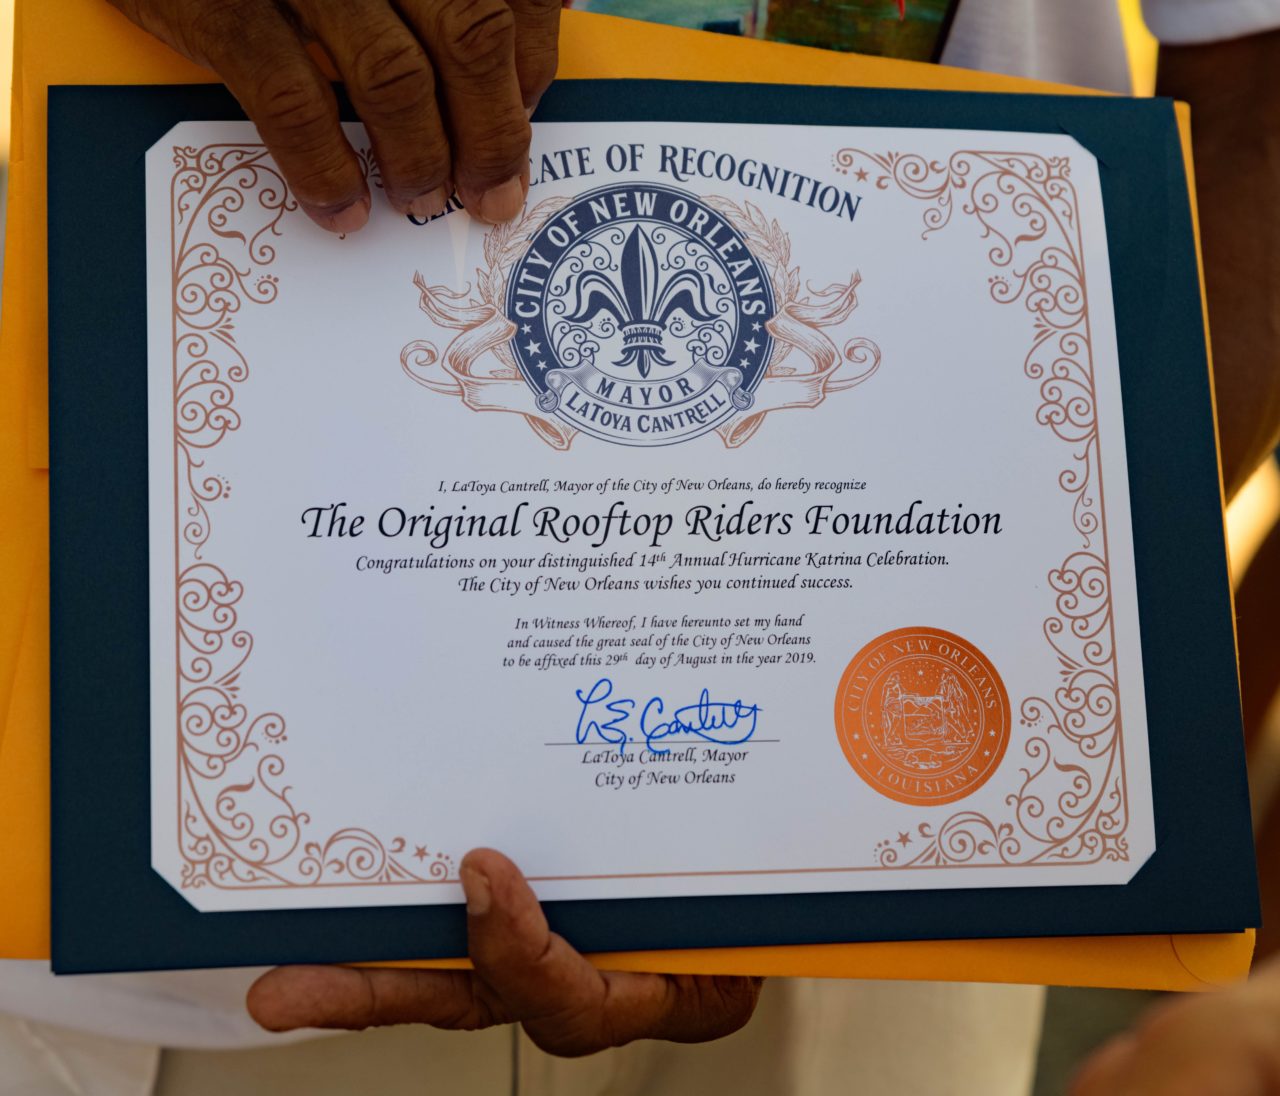 CATE OF RECOGNITION
CITY OF NEW ORLEANS
MAYOR
LATOYA CANTRELL
I, LaToya Cantrell, Mayor of the City of New Orleans, do hereby recognize
The Original Rooftop Riders Foundation
Congratulations on your distinguished 14th Annual Hurricane Katrina Celebration.
The City of New Orleans wishes you continued success.
In Witness Whereof, I have hereunto set my hand
and caused the great seal of the City of New Orleans
to be affixed this 29th day of August in the year 2019.
L E. Cantrell
LaToya Cantrell, Mayor
City of New Orleans
CITY OF NEW ORLEANS
LOUISIANA